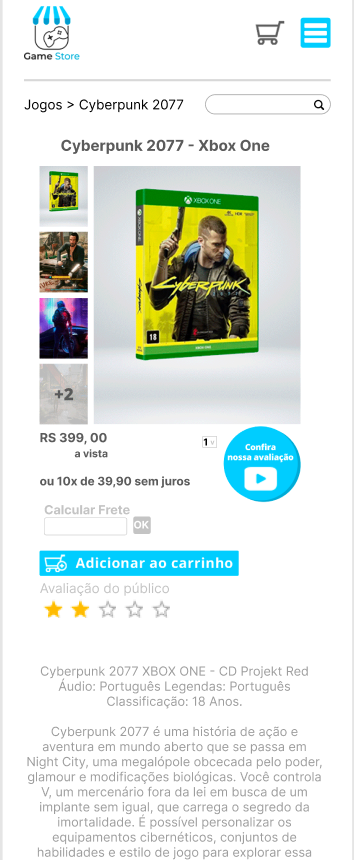 Game Store
Jogos > Cyberpunk 2077
Cyberpunk 2077 - Xbox One
XBOX ONE
Cyberpunk
18
+2
RS 399, 00
a vista
1
Confira
nossa avaliação
ou 10x de 39,90 sem juros
Calcular Frete
OK
Adicionar ao carrinho
Avaliação do público
Cyberpunk 2077 XBOX ONE - CD Projekt Red
Áudio: Português Legendas: Português
Classificação: 18 Anos.
Cyberpunk 2077 é uma história de ação e
aventura em mundo aberto que se passa em
Night City, uma megalópole obcecada pelo poder,
glamour e modificações biológicas. Você controla
V, um mercenário fora da lei em busca de um
implante sem igual, que carrega o segredo da
imortalidade. É possível personalizar os
equipamentos cibernéticos, conjuntos de
habilidades e estilo de jogo para explorar essa